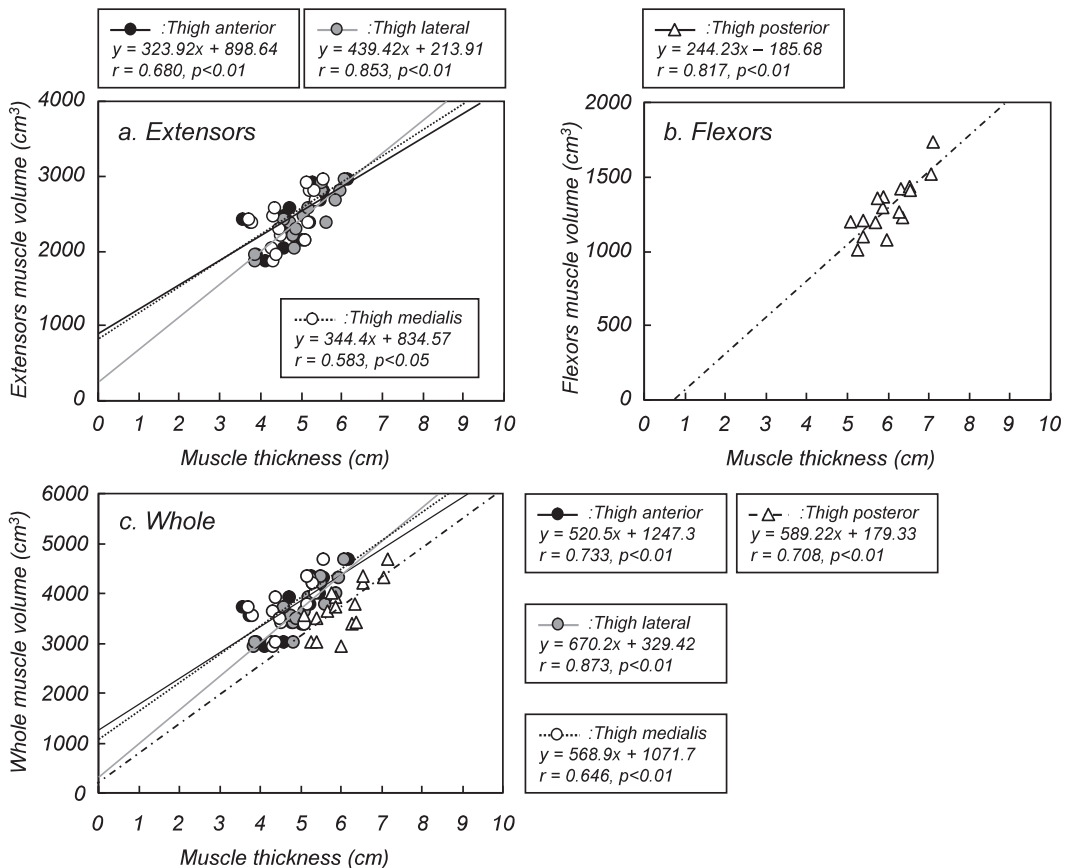 :Thigh anterior
y = 323.92x + 898.64
r = 0.680, p<0.01
:Thigh lateral
y = 439.42x + 213.91
r = 0.853, p<0.01
a. Extensors
Extensors muscle volume (cm³)
4000
3000
2000
1000
0
:Thigh medialis
y = 344.4x + 834.57
r = 0.583, p<0.05
0 1 2 3 4 5 6 7 8 9 10
Muscle thickness (cm)
:Thigh posterior
y = 244.23x – 185.68
r = 0.817, p<0.01
b. Flexors
Flexors muscle volume (cm³)
2000
1500
1000
500
0
0 1 2 3 4 5 6 7 8 9 10
Muscle thickness (cm)
c. Whole
Whole muscle volume (cm³)
6000
5000
4000
3000
2000
1000
0
0 1 2 3 4 5 6 7 8 9 10
Muscle thickness (cm)
:Thigh anterior
y = 520.5x + 1247.3
r = 0.733, p<0.01
:Thigh posteror
y = 589.22x + 179.33
r = 0.708, p<0.01
:Thigh lateral
y = 670.2x + 329.42
r = 0.873, p<0.01
:Thigh medialis
y = 568.9x + 1071.7
r = 0.646, p<0.01